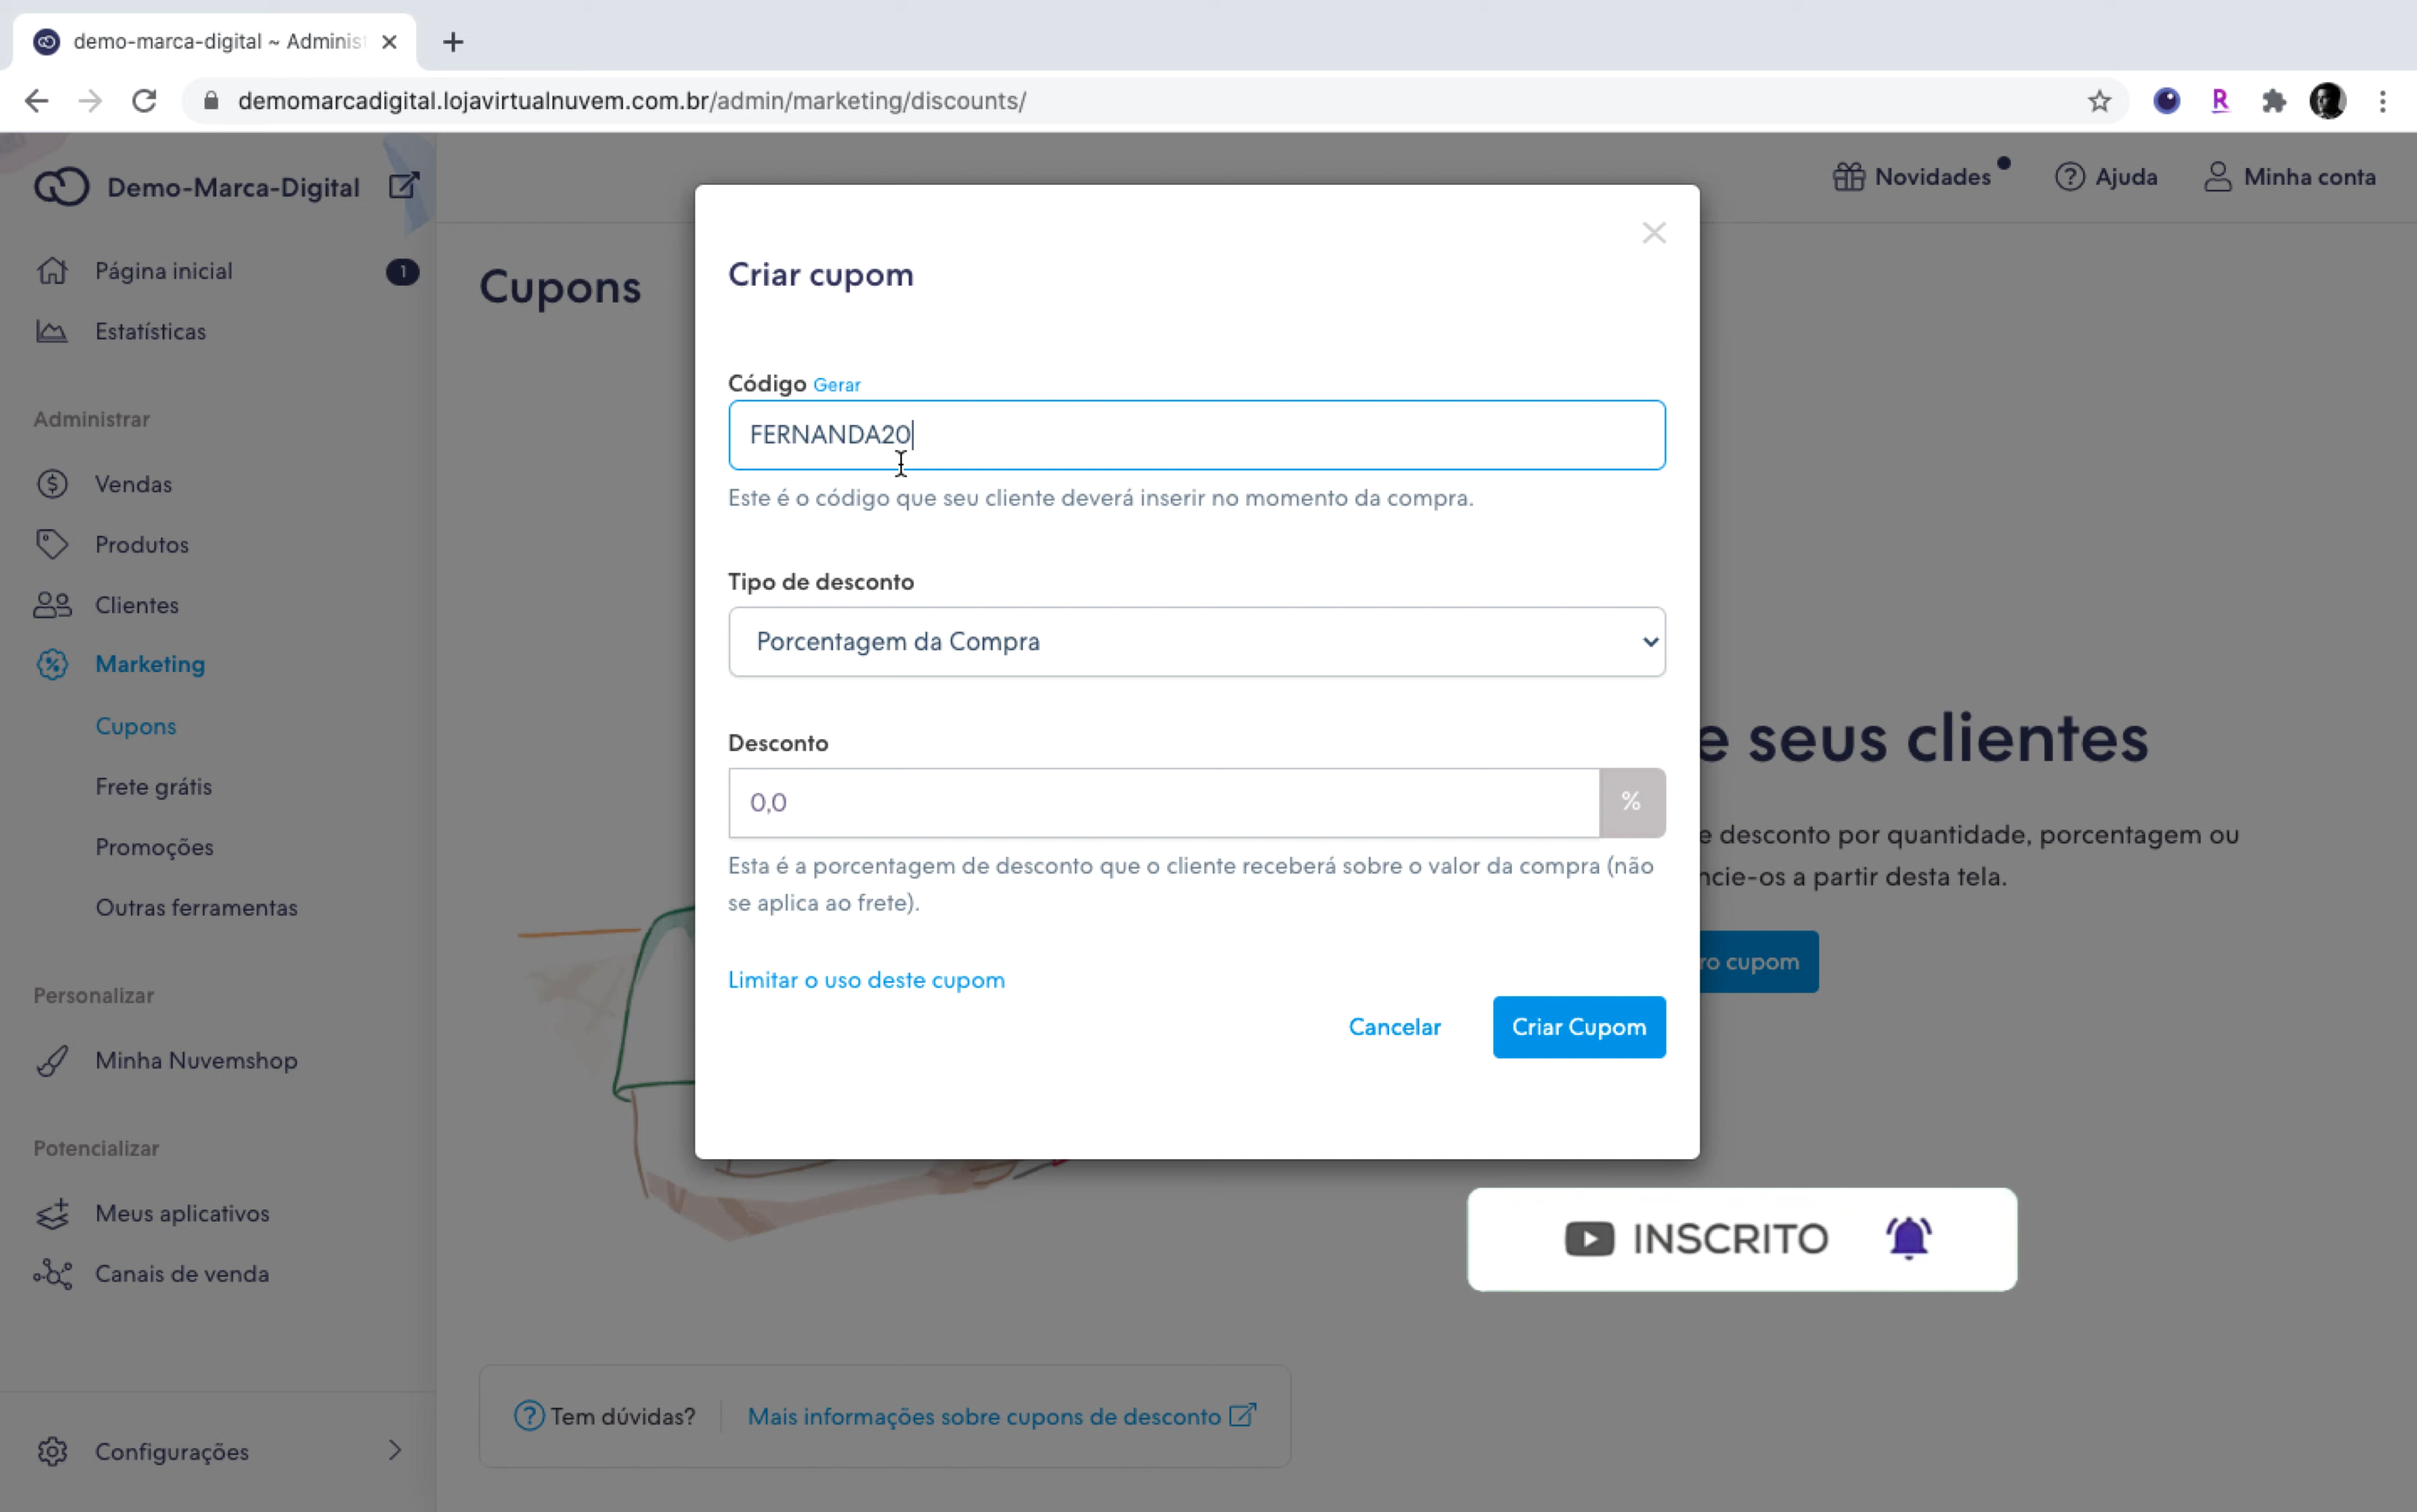 demo-marca-digital ~ Adminis
demomarcadigital.lojavirtualnuvem.com.br/admin/marketing/discounts/
Demo-Marca-Digital
Novidades
Ajuda
Minha conta
Página inicial
1
Estatísticas
Administrar
Vendas
Produtos
Clientes
Marketing
Cupons
Frete grátis
Promoções
Outras ferramentas
Personalizar
Minha Nuvemshop
Potencializar
Meus aplicativos
Canais de venda
Configurações
Cupons
Criar cupom
Código Gerar
FERNANDA20
Este é o código que seu cliente deverá inserir no momento da compra.
Tipo de desconto
Porcentagem da Compra
Desconto
0,0
%
Esta é a porcentagem de desconto que o cliente receberá sobre o valor da compra (não
se aplica ao frete).
Limitar o uso deste cupom
Cancelar
Criar Cupom
e seus clientes
e desconto por quantidade, porcentagem ou
ncie-os a partir desta tela.
ro cupom
INSCRITO
Tem dúvidas?
Mais informações sobre cupons de desconto
R